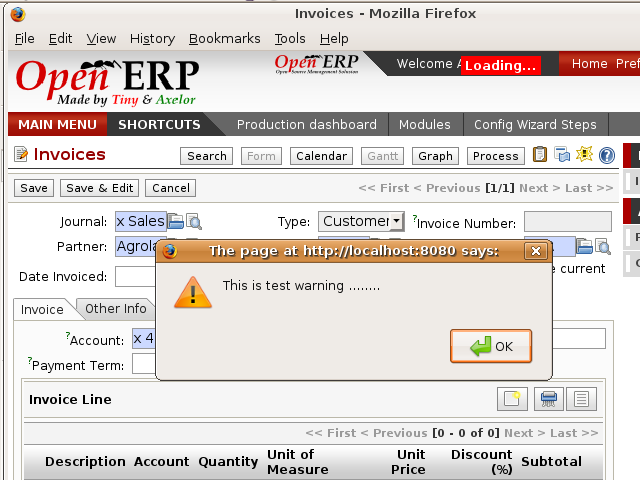 Invoices - Mozilla Firefox
File Edit View History Bookmarks Tools Help
Open ERP
Made by Tiny & Axelor
Open ERP
Open Source Management Solution
Welcome A
Loading...
Home Pref
MAIN MENU SHORTCUTS Production dashboard Modules Config Wizard Steps
Invoices Search Form Calendar Gantt Graph Process ?
Save Save & Edit Cancel << First < Previous [1/1] Next > Last >>
Journal: x Sales Type: Customer ?Invoice Number:
Partner: Agrola
The page at http://localhost:8080 says:
Date Invoiced: e current
This is test warning ........
Invoice Other Info
?Account: x 4
OK
?Payment Term:
Invoice Line
<< First < Previous [0 - 0 of 0] Next > Last >>
Description Account Quantity Unit of Measure Unit Price Discount (%) Subtotal